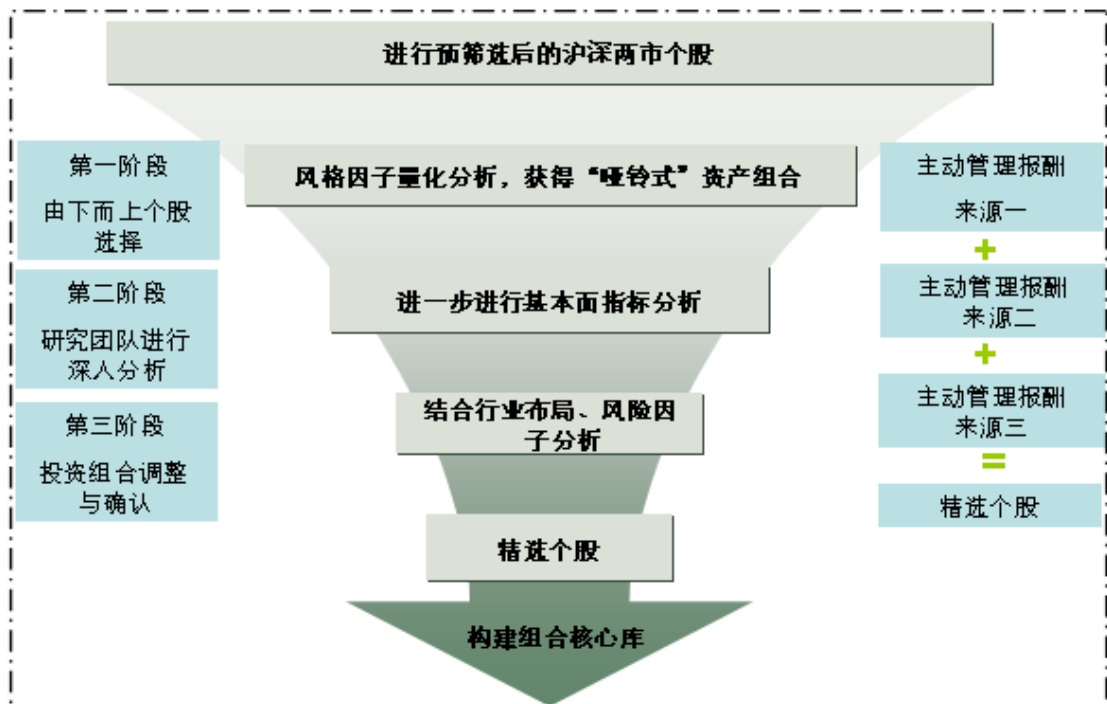 进行预筛选后的沪深两市个股
第一阶段
由下而上个股
选择
风格因子量化分析，获得“哑铃式”资产组合
主动管理报酬
来源一
+
第二阶段
研究团队进行
深入分析
进一步进行基本面指标分析
主动管理报酬
来源二
+
第三阶段
投资组合调整
与确认
结合行业布局、风险因
子分析
主动管理报酬
来源三
=
精选个股
精选个股
构建组合核心库